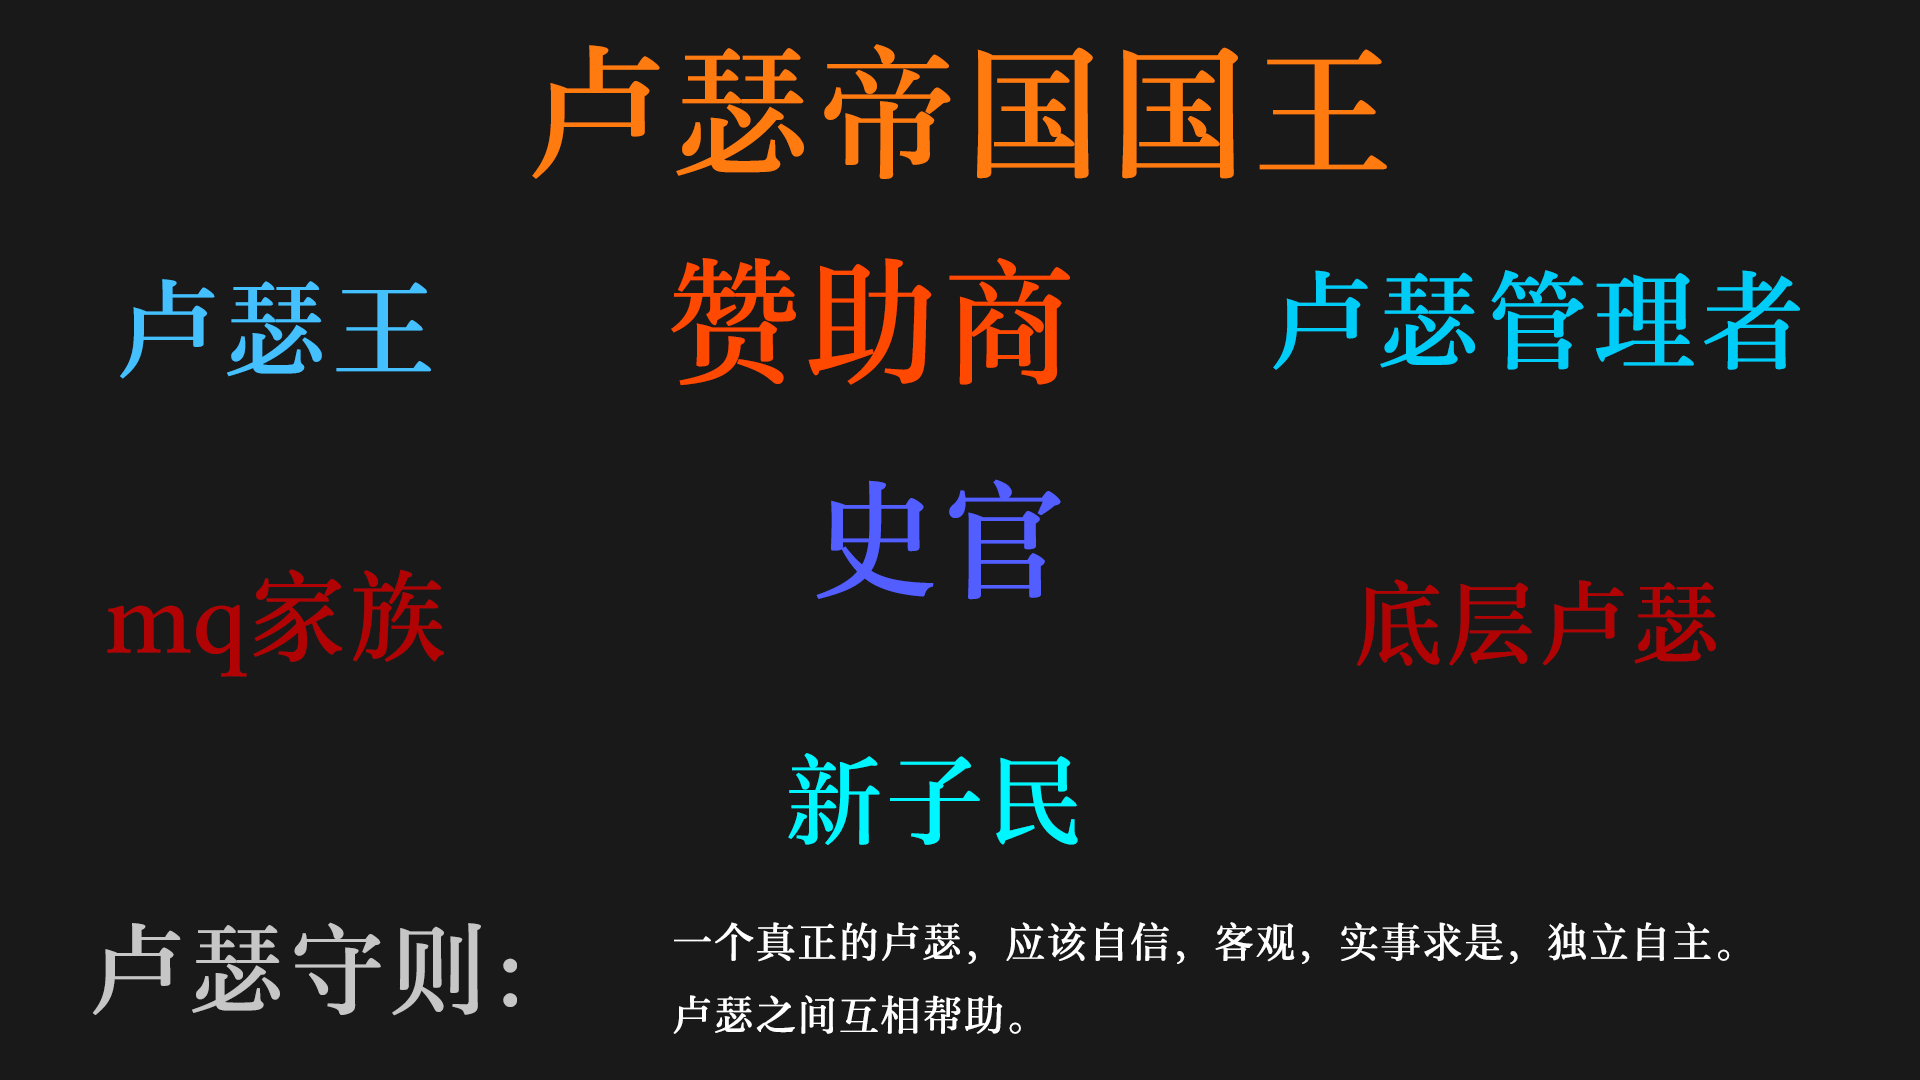 卢瑟帝国国王
卢瑟王
赞助商
卢瑟管理者
史官
mq家族
底层卢瑟
新子民
卢瑟守则：
一个真正的卢瑟，应该自信，客观，实事求是，独立自主。
卢瑟之间互相帮助。